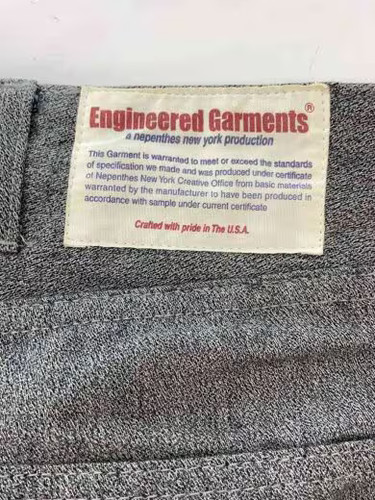 Engineered Garments®
a nepenthes new york production
This Garment is warranted to meet or exceed the standards
of specification we made and was produced under certificate
of Nepenthes New York Creative Office from basic materials
warranted by the manufacturer to have been produced in
accordance with sample under current certificate
Crafted with pride in The U.S.A.